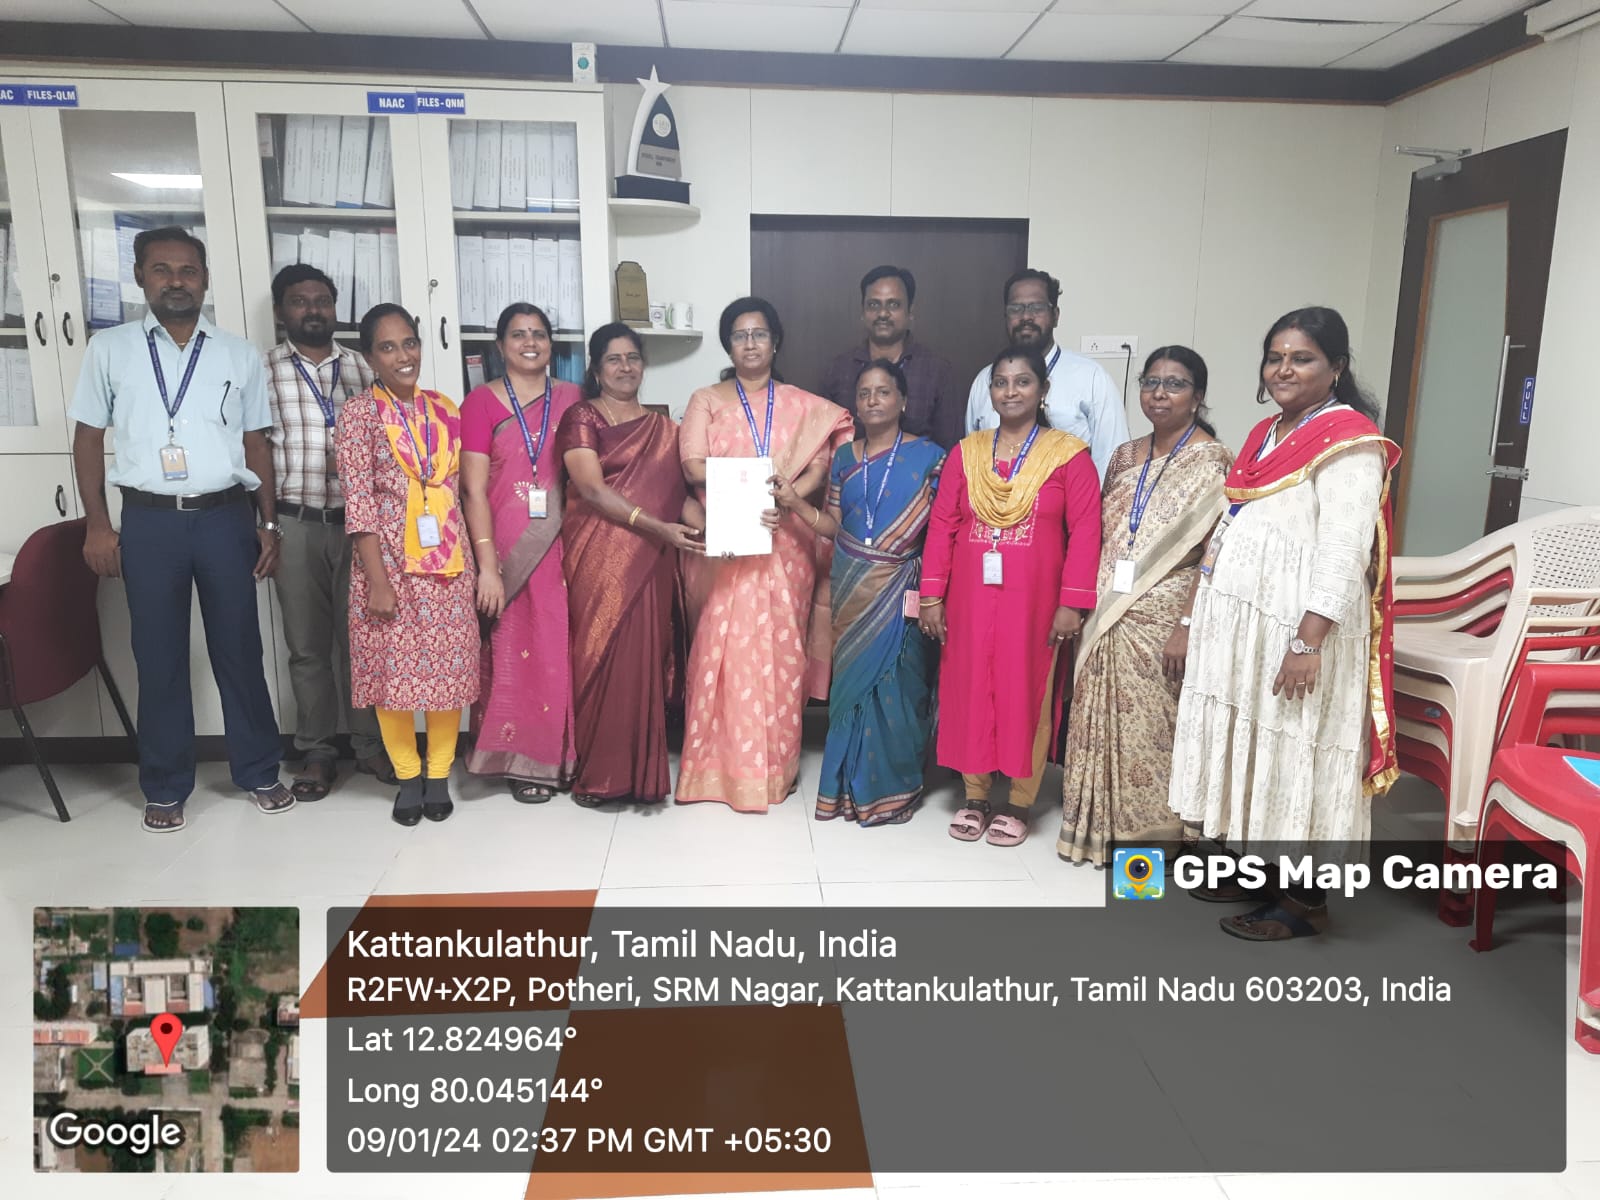 AC FILES-QLM
NAAC FILES-QNM
PULL
GPS Map Camera
Kattankulathur, Tamil Nadu, India
R2FW+X2P, Potheri, SRM Nagar, Kattankulathur, Tamil Nadu 603203, India
Lat 12.824964°
Long 80.045144°
09/01/24 02:37 PM GMT +05:30
Google